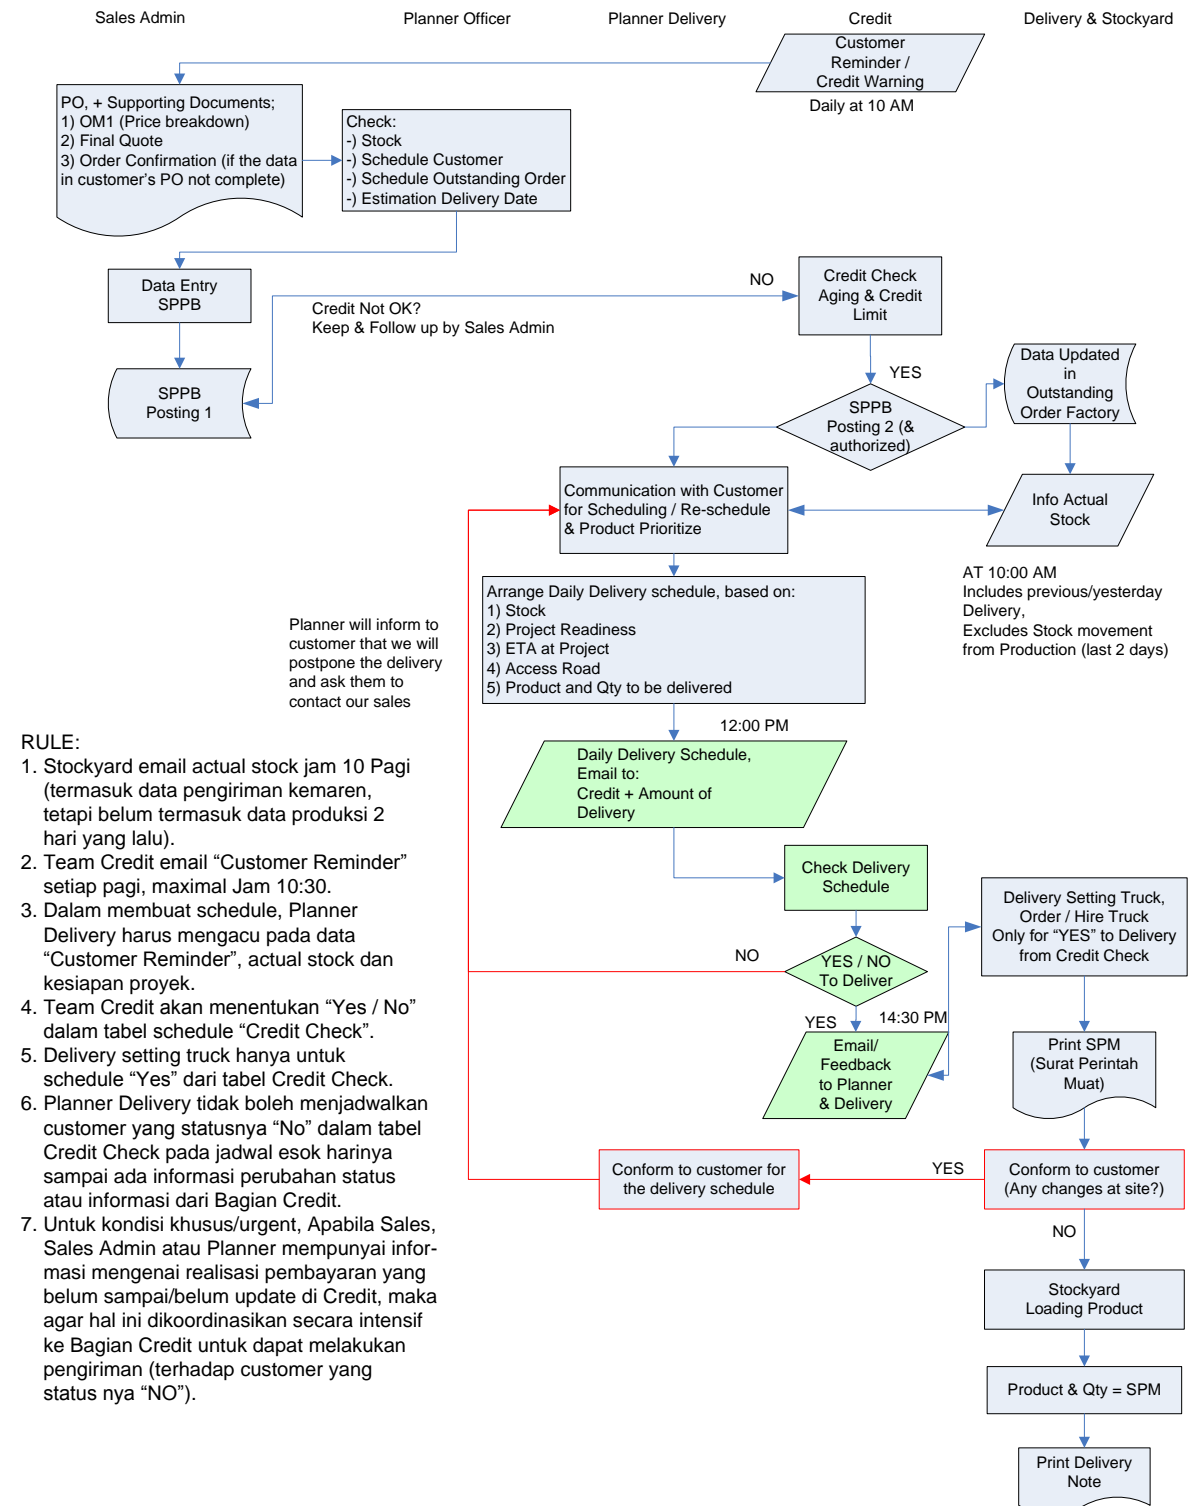 Sales Admin
Planner Officer
Planner Delivery
Credit
Delivery & Stockyard
Customer
Reminder /
Credit Warning
Daily at 10 AM
PO, + Supporting Documents;
1) OM1 (Price breakdown)
2) Final Quote
3) Order Confirmation (if the data
in customer's PO not complete)
Check:
-) Stock
-) Schedule Customer
-) Schedule Outstanding Order
-) Estimation Delivery Date
Data Entry
SPPB
NO
Credit Not OK?
Keep & Follow up by Sales Admin
Credit Check
Aging & Credit
Limit
YES
SPPB
Posting 1
SPPB
Posting 2 (&
authorized)
Data Updated
in
Outstanding
Order Factory
Communication with Customer
for Scheduling / Re-schedule
& Product Prioritize
Info Actual
Stock
AT 10:00 AM
Includes previous/yesterday
Delivery,
Excludes Stock movement
from Production (last 2 days)
Arrange Daily Delivery schedule, based on:
1) Stock
2) Project Readiness
3) ETA at Project
4) Access Road
5) Product and Qty to be delivered
Planner will inform to
customer that we will
postpone the delivery
and ask them to
contact our sales
12:00 PM
Daily Delivery Schedule,
Email to:
Credit + Amount of
Delivery
Check Delivery
Schedule
NO
YES / NO
To Deliver
YES
14:30 PM
Email/
Feedback
to Planner
& Delivery
Delivery Setting Truck,
Order / Hire Truck
Only for “YES” to Delivery
from Credit Check
Print SPM
(Surat Perintah
Muat)
Conform to customer for
the delivery schedule
YES
Conform to customer
(Any changes at site?)
NO
Stockyard
Loading Product
Product & Qty = SPM
Print Delivery
Note
RULE:
1. Stockyard email actual stock jam 10 Pagi
(termasuk data pengiriman kemaren,
tetapi belum termasuk data produksi 2
hari yang lalu).
2. Team Credit email “Customer Reminder”
setiap pagi, maximal Jam 10:30.
3. Dalam membuat schedule, Planner
Delivery harus mengacu pada data
“Customer Reminder”, actual stock dan
kesiapan proyek.
4. Team Credit akan menentukan “Yes / No”
dalam tabel schedule “Credit Check”.
5. Delivery setting truck hanya untuk
schedule “Yes” dari tabel Credit Check.
6. Planner Delivery tidak boleh menjadwalkan
customer yang statusnya “No” dalam tabel
Credit Check pada jadwal esok harinya
sampai ada informasi perubahan status
atau informasi dari Bagian Credit.
7. Untuk kondisi khusus/urgent, Apabila Sales,
Sales Admin atau Planner mempunyai infor-
masi mengenai realisasi pembayaran yang
belum sampai/belum update di Credit, maka
agar hal ini dikoordinasikan secara intensif
ke Bagian Credit untuk dapat melakukan
pengiriman (terhadap customer yang
status nya “NO”).